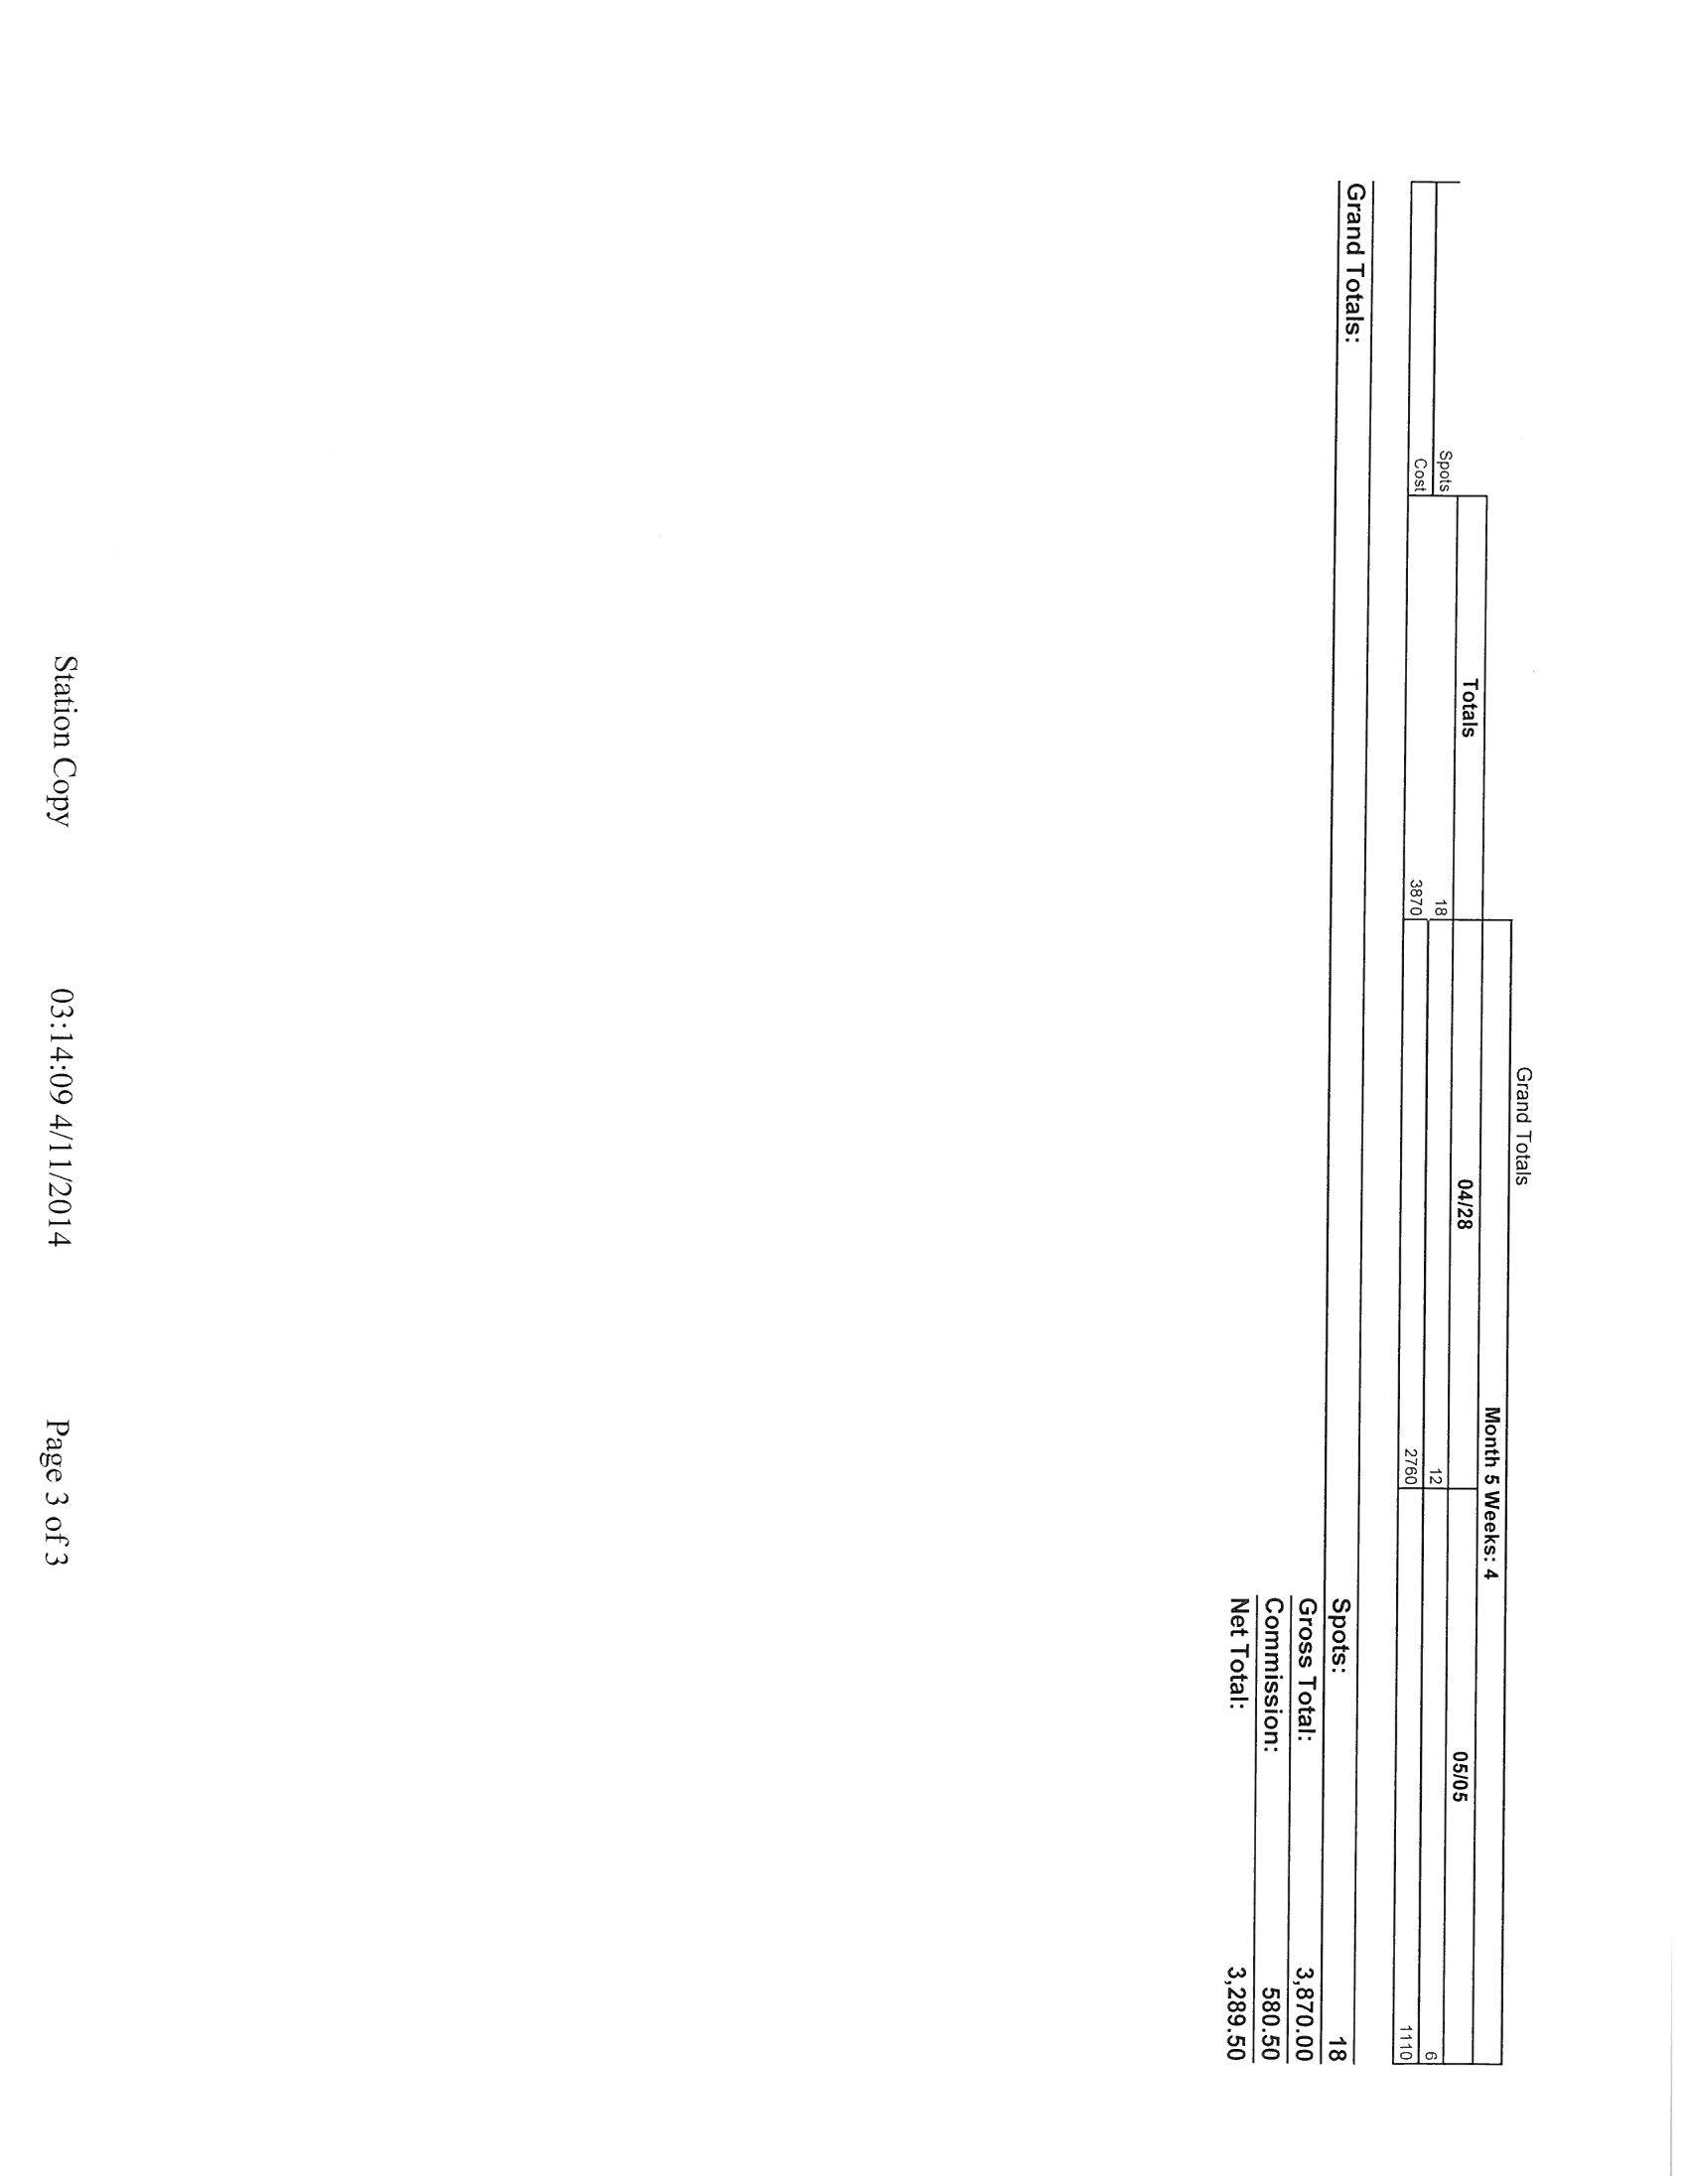 Grand Totals
Month 5 Weeks: 4
Totals 04/28 05/05
Spots 18 12 6
Cost 3870 2760 1110
Grand Totals: Spots: 18
Gross Total: 3,870.00
Commission: 580.50
Net Total: 3,289.50
Station Copy 03:14:09 4/11/2014 Page 3 of 3